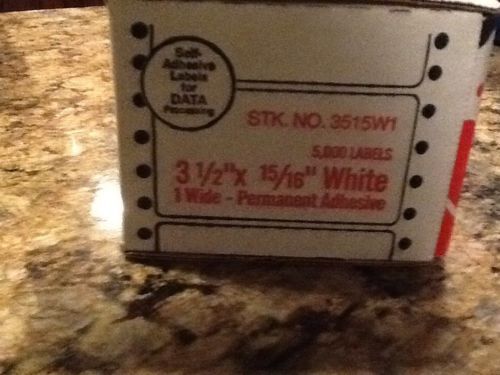 Self-
Adhesive
Labels
for
DATA
Processing
STK. NO. 3515W1
5,000 LABELS
3 1/2"x 15/16" White
1 Wide - Permanent Adhesive